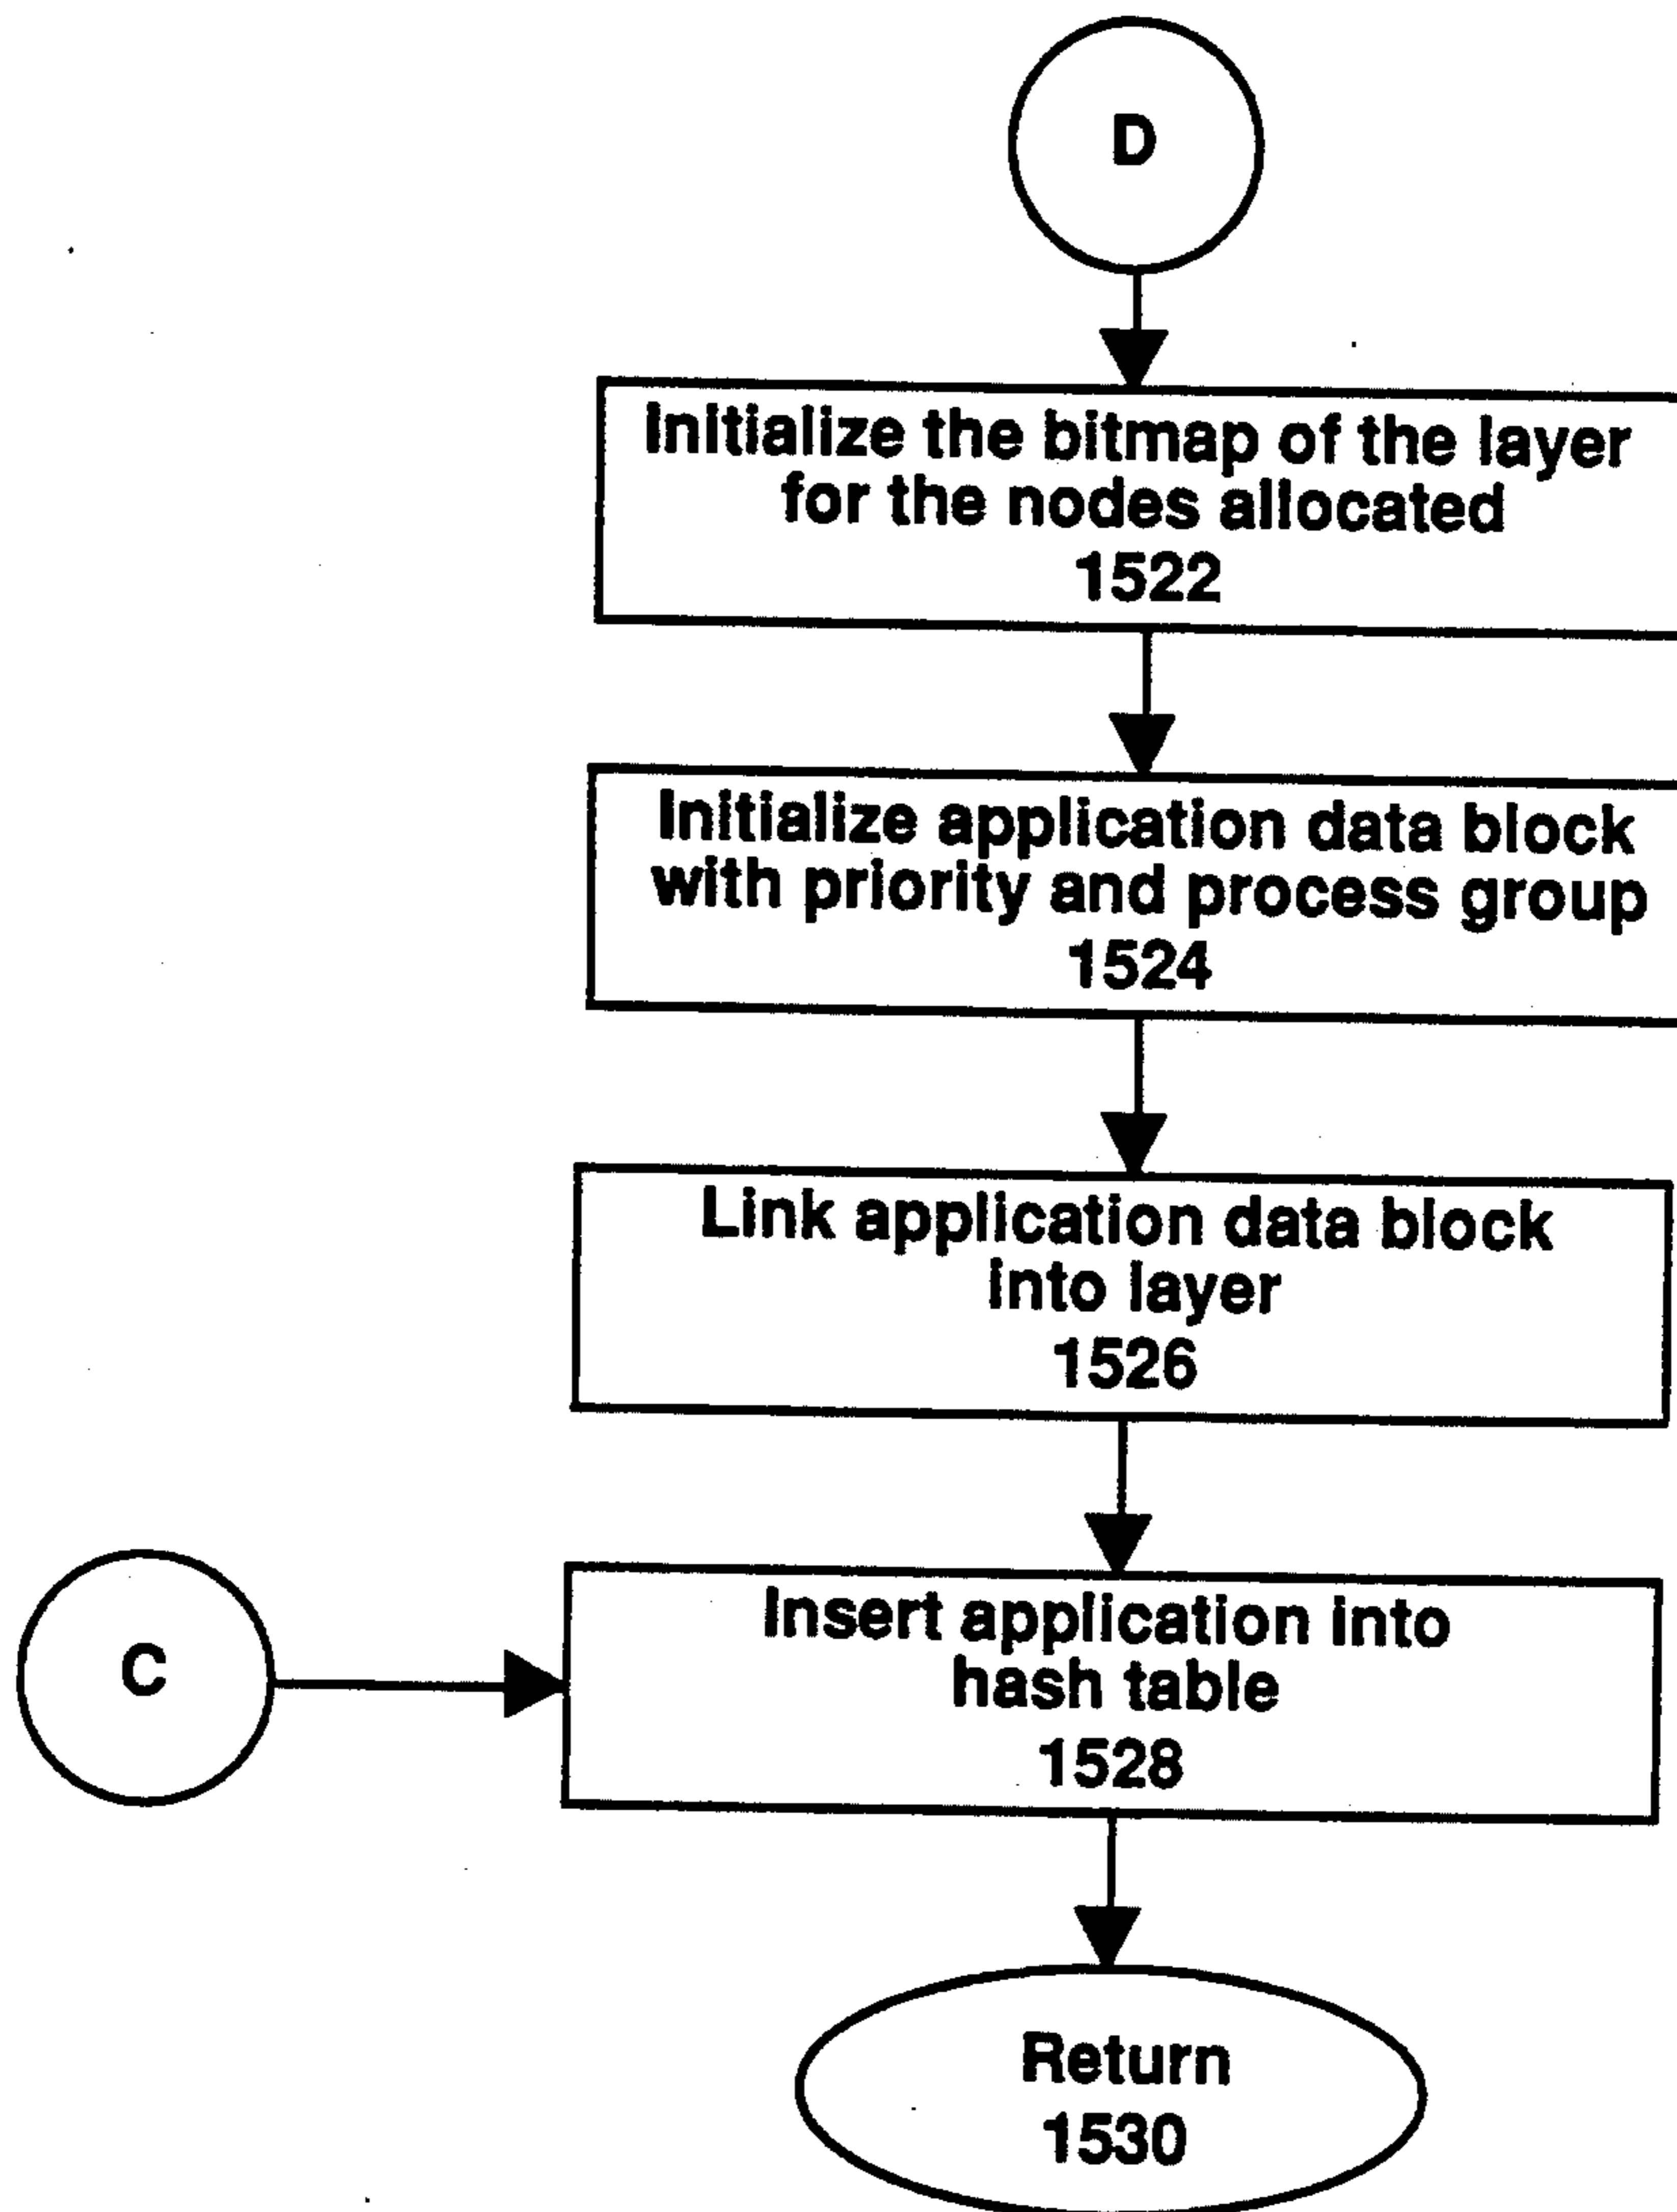 D
Initialize the bitmap of the layer
for the nodes allocated
1522
Initialize application data block
with priority and process group
1524
Link application data block
into layer
1526
C
Insert application into
hash table
1528
Return
1530